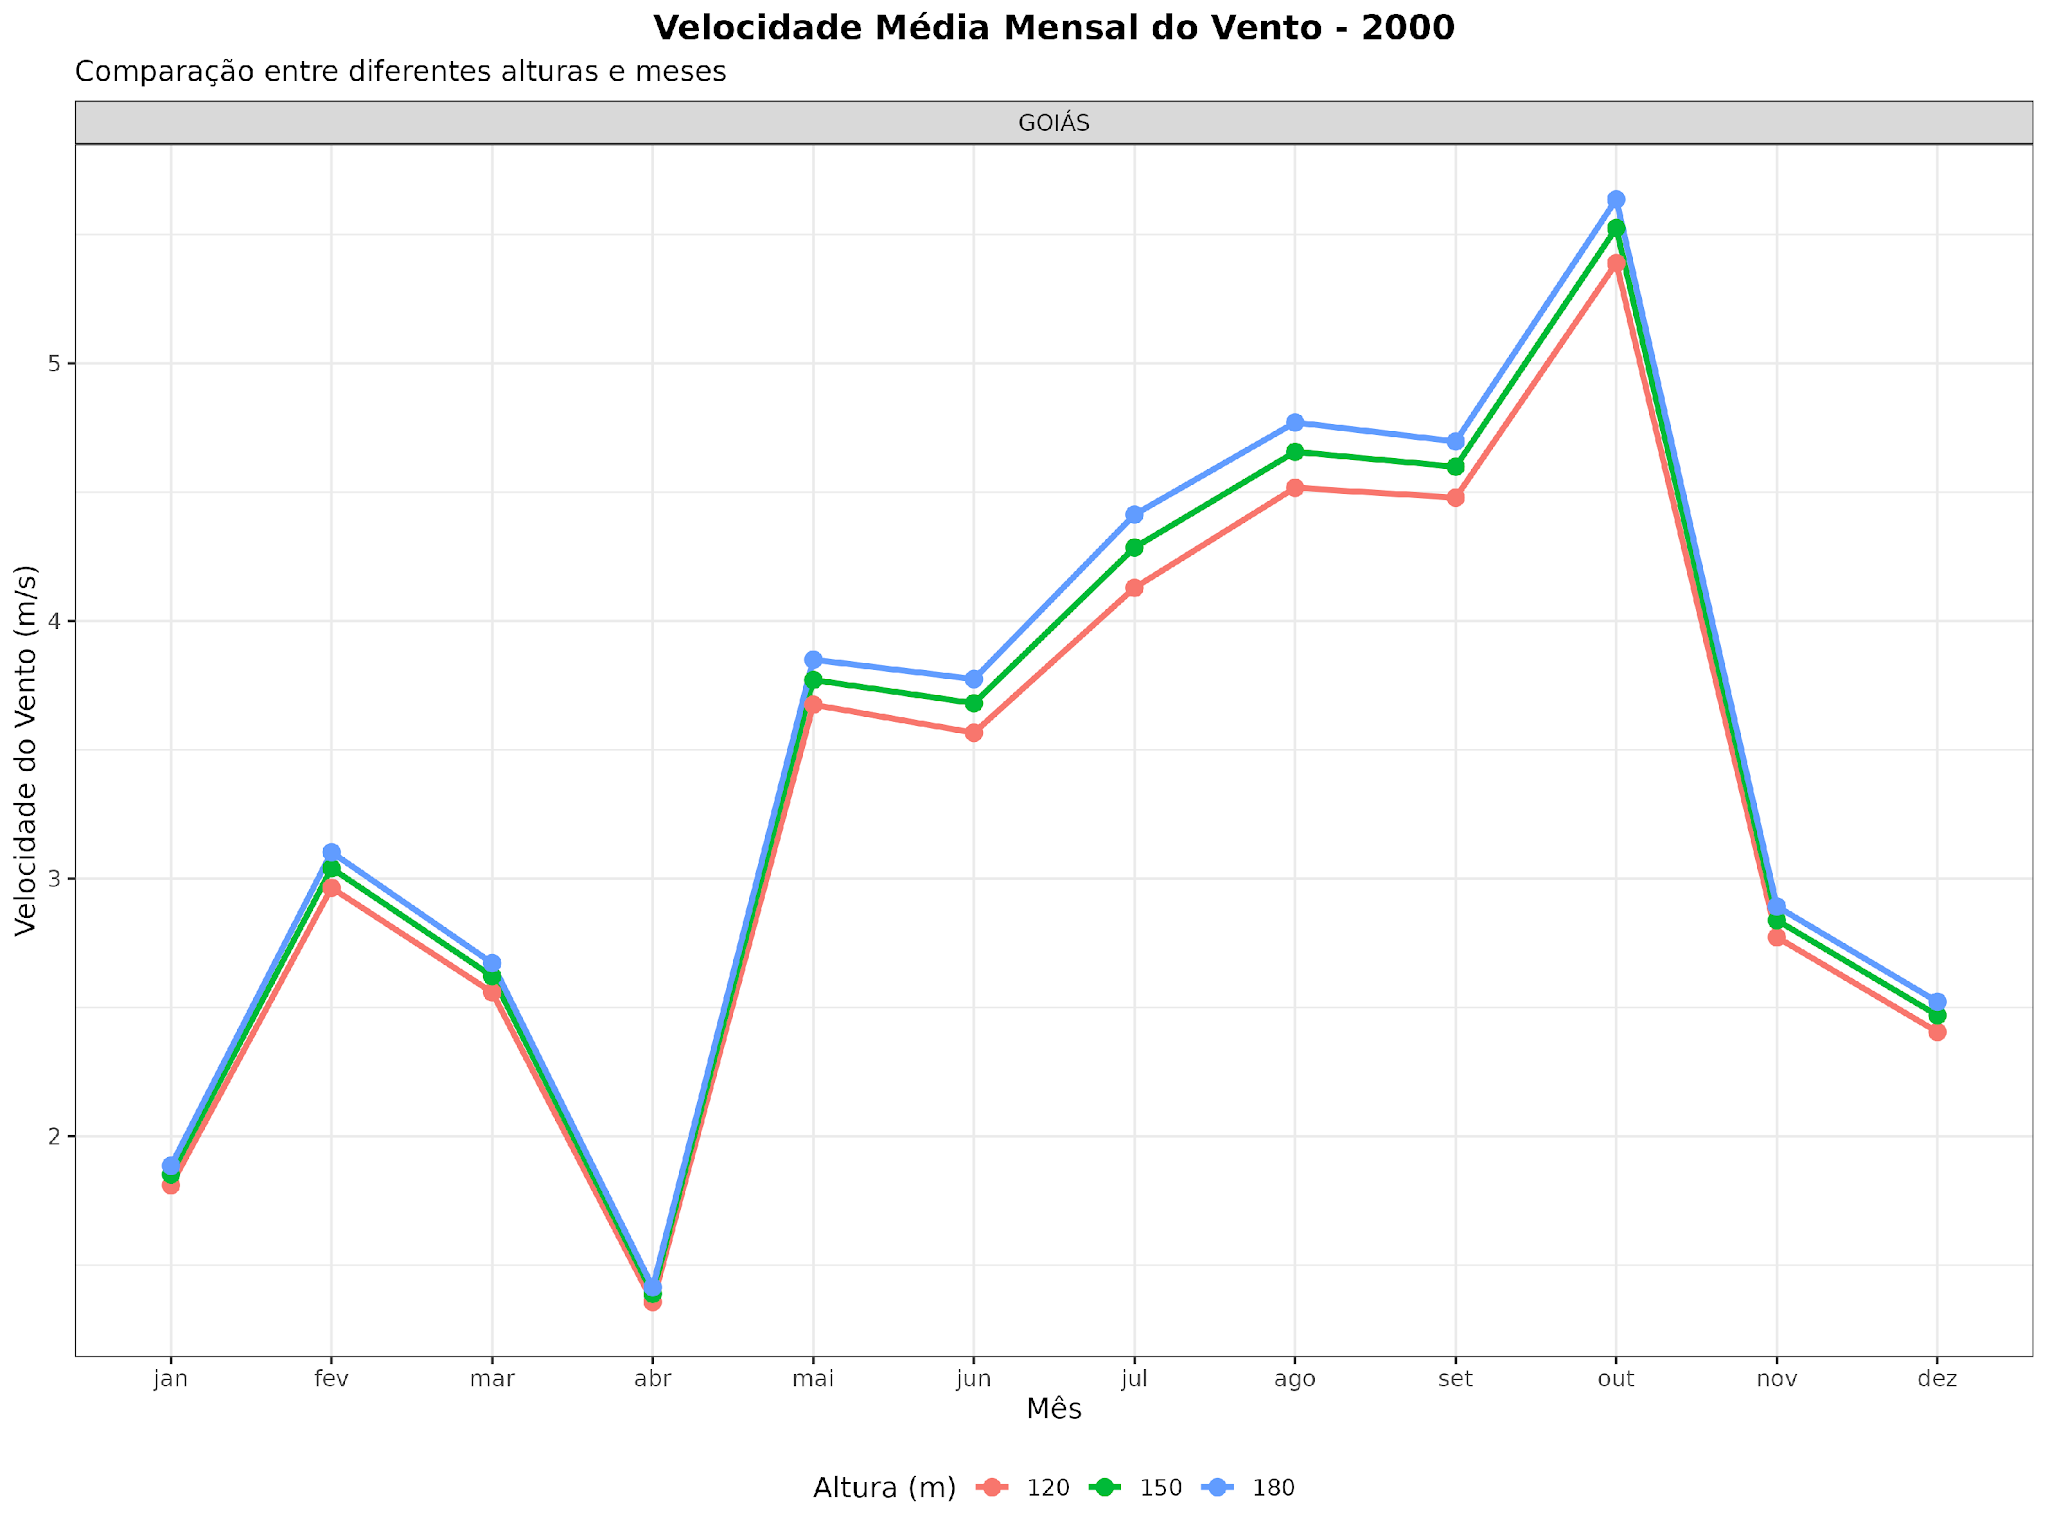 Velocidade Média Mensal do Vento - 2000
Comparação entre diferentes alturas e meses
GOIÁS
Velocidade do Vento (m/s)
5
4
3
2
jan fev mar abr mai jun jul ago set out nov dez
Mês
Altura (m) 120 150 180